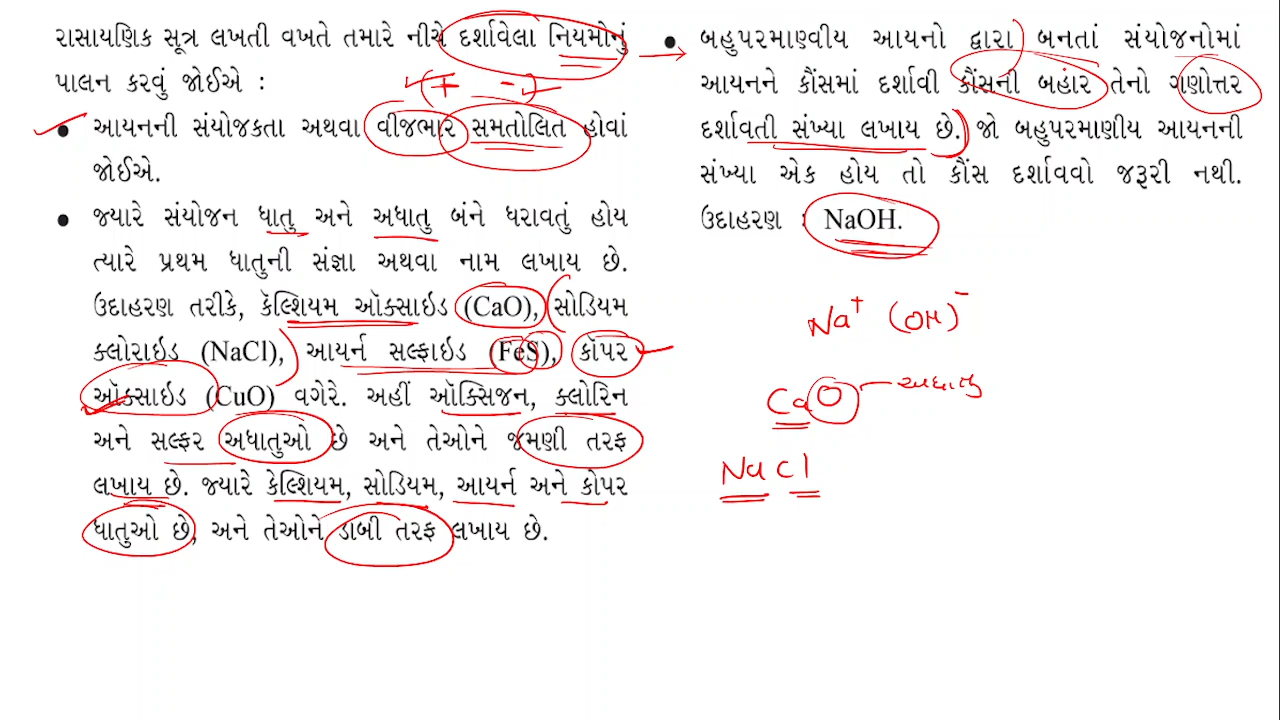 રાસાયણિક સૂત્ર લખતી વખતે તમારે નીચે દર્શાવેલા નિયમોનું
પાલન કરવું જોઈએ :
(+ -)
• આયનની સંયોજકતા અથવા વીજભાર સમતોલિત હોવાં
જોઈએ.
• જ્યારે સંયોજન ધાતુ અને અધાતુ બંને ધરાવતું હોય
ત્યારે પ્રથમ ધાતુની સંજ્ઞા અથવા નામ લખાય છે.
ઉદાહરણ તરીકે, કૅલ્શિયમ ઑક્સાઇડ (CaO), સોડિયમ
ક્લોરાઇડ (NaCl), આયર્ન સલ્ફાઇડ (FeS), કૉપર
ઑક્સાઇડ (CuO) વગેરે. અહીં ઑક્સિજન, ક્લોરિન
અને સલ્ફર અધાતુઓ છે અને તેઓને જમણી તરફ
લખાય છે. જ્યારે કેલ્શિયમ, સોડિયમ, આયર્ન અને કોપર
ધાતુઓ છે, અને તેઓને ડાબી તરફ લખાય છે.
• બહુપરમાણ્વીય આયનો દ્વારા બનતાં સંયોજનોમાં
આયનને કૌંસમાં દર્શાવી કૌંસની બહાર તેનો ગણોત્તર
દર્શાવતી સંખ્યા લખાય છે. જો બહુપરમાણીય આયનની
સંખ્યા એક હોય તો કૌંસ દર્શાવવો જરૂરી નથી.
ઉદાહરણ : NaOH.
Na⁺ (OH)⁻
CaO અધાતુ
NaCl